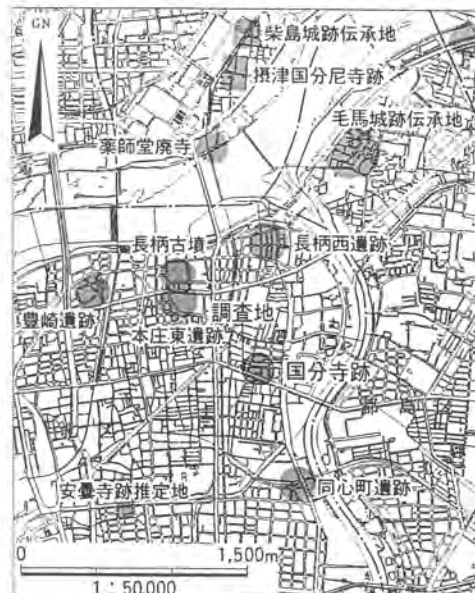 GN
柴島城跡伝承地
摂津国分尼寺跡
毛馬城跡伝承地
薬師堂廃寺
長柄古墳
長柄西遺跡
豊崎遺跡
調査地
本庄東遺跡
国分寺跡
安曇寺跡推定地
同心町遺跡
0
1,500m
1：50,000